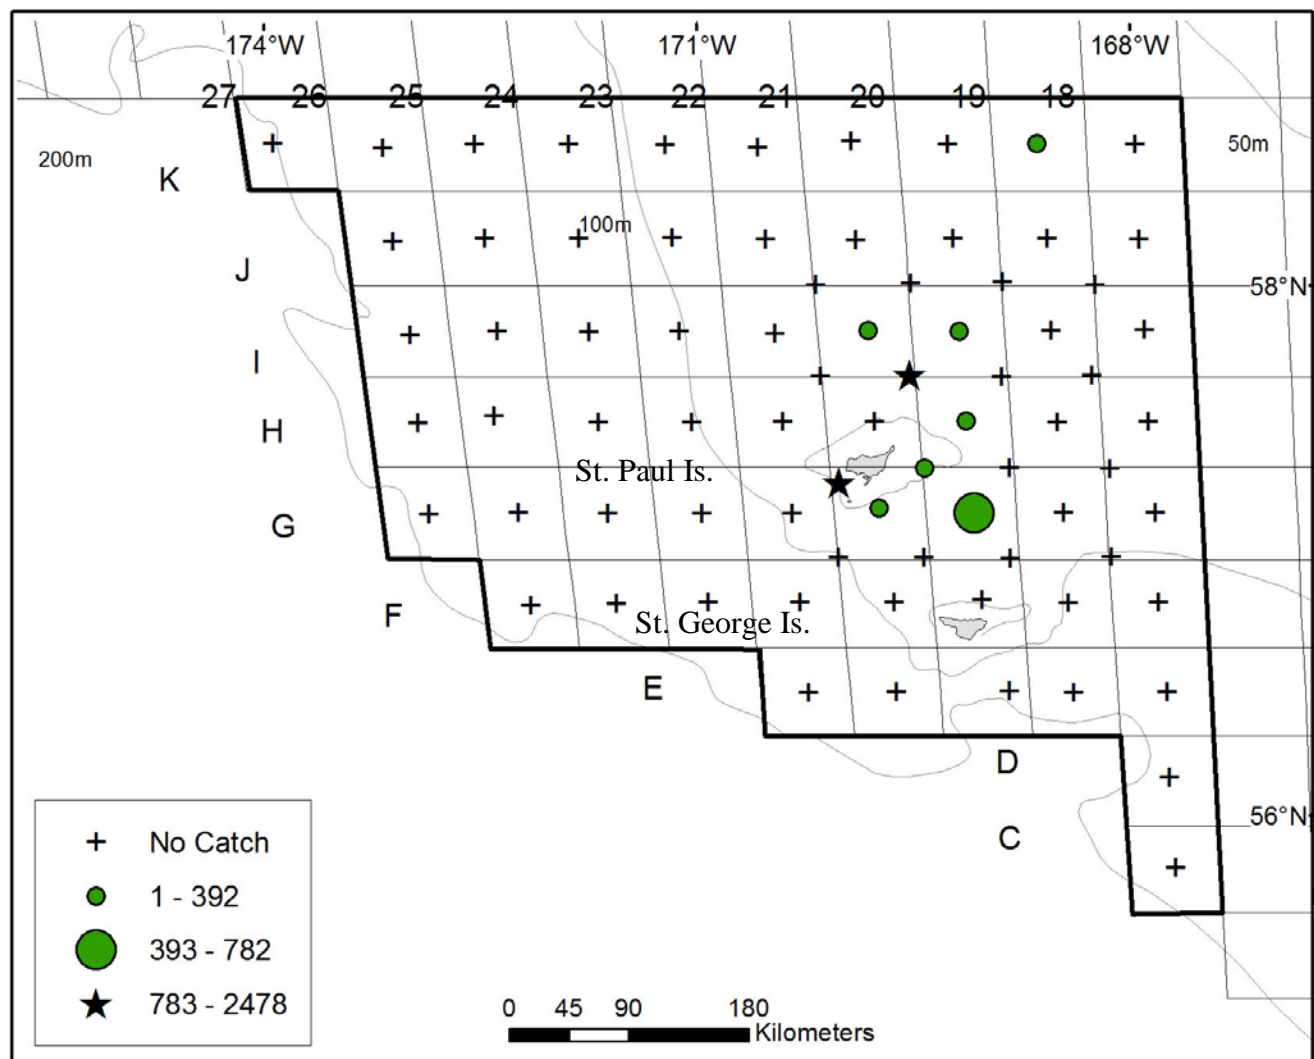 174°W 171°W 168°W
27 26 25 24 23 22 21 20 19 18
50m
200m
K
100m
J
58°N
I
H
St. Paul Is.
G
F
St. George Is.
E
D
56°N
C
No Catch
1 - 392
393 - 782
783 - 2478
0 45 90 180
Kilometers